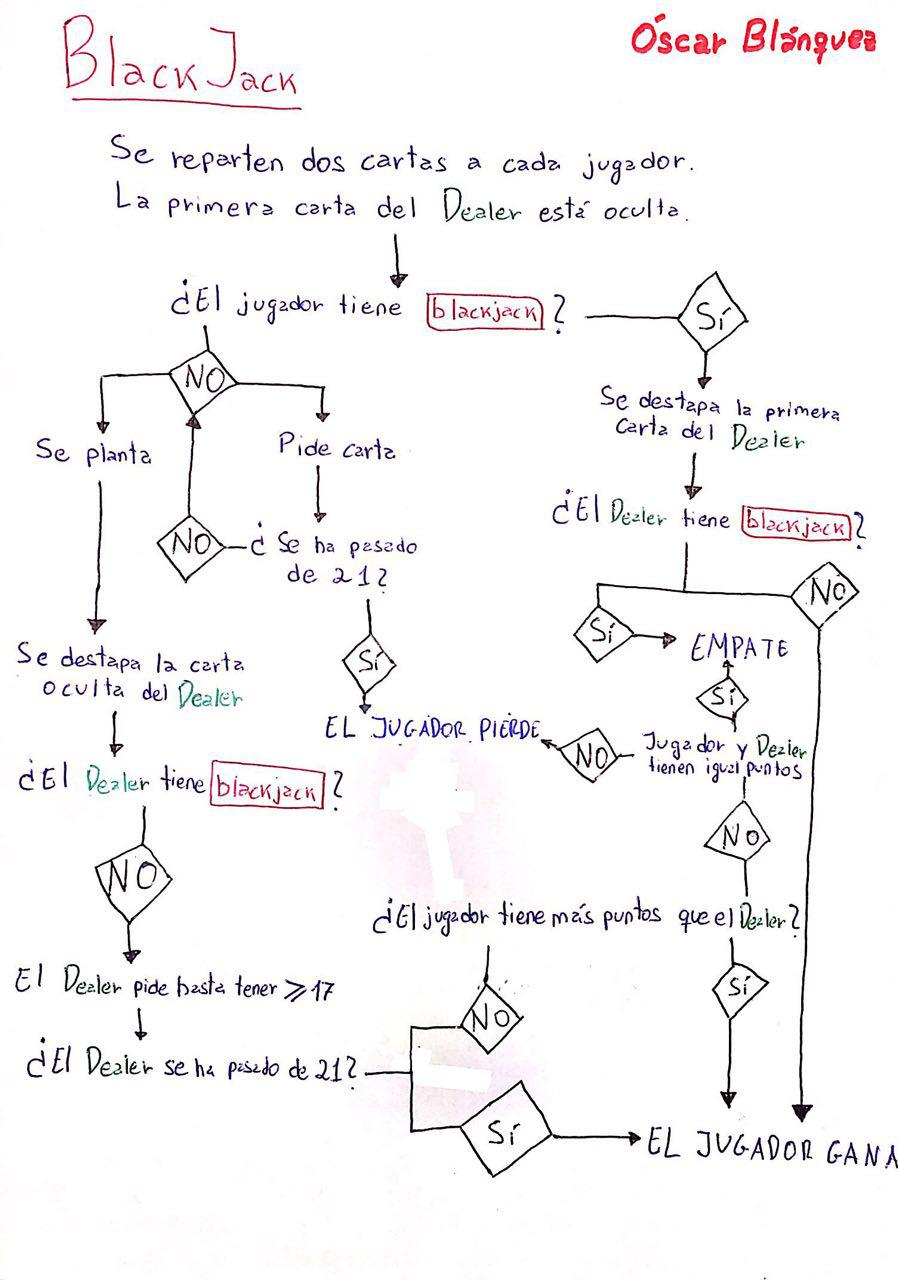 BlackJack
Óscar Blánquez
Se reparten dos cartas a cada jugador.
La primera carta del Dealer está oculta.
¿El jugador tiene blackjack?
Sí
NO
Se destapa la primera
carta del Dealer
Se planta
Pide carta
¿El Dealer tiene blackjack?
NO
¿Se ha pasado
de 21?
NO
Sí
EMPATE
Sí
Se destapa la carta
oculta del Dealer
Sí
EL JUGADOR PIERDE
NO
Jugador y Dealer
tienen igual puntos
¿El Dealer tiene blackjack?
NO
NO
¿El jugador tiene más puntos que el Dealer?
El Dealer pide hasta tener ≥17
NO
Sí
¿El Dealer se ha pasado de 21?
Sí
EL JUGADOR GANA